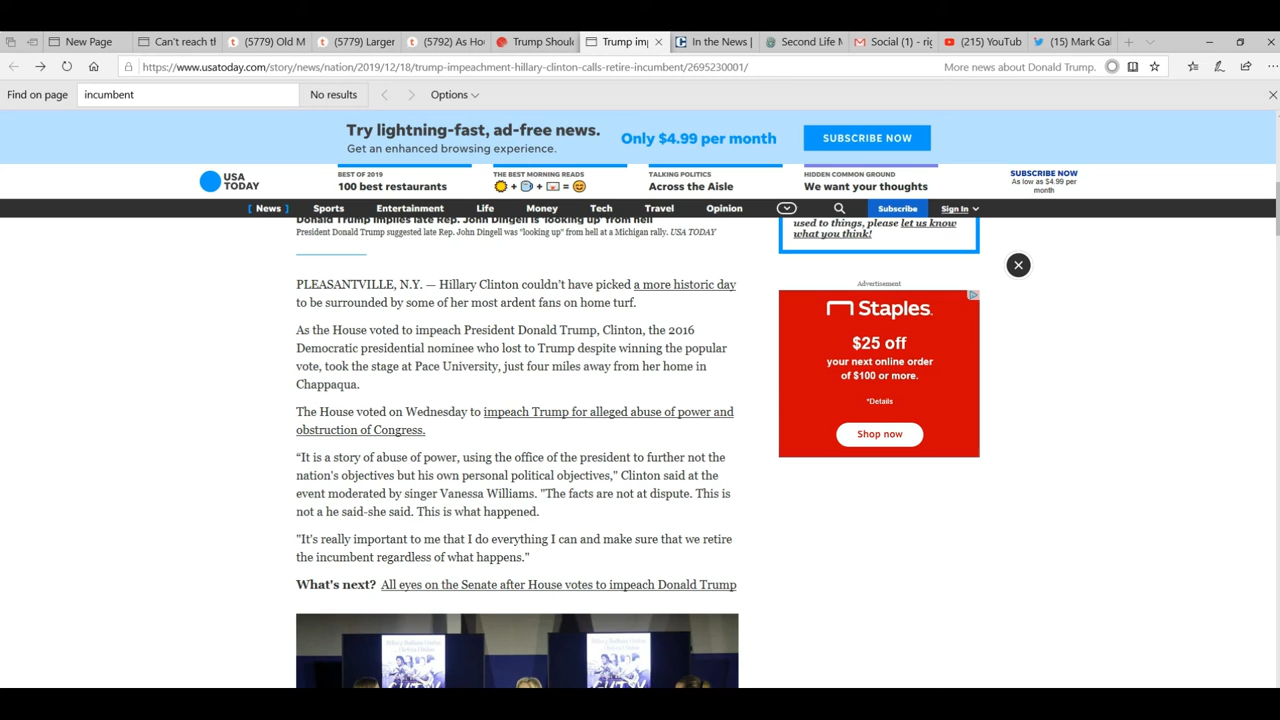 New Page
Can't reach th
(5779) Old M
(5779) Larger
(5792) As Ho
Trump Should
Trump imp
In the News |
Second Life M
Social (1) - rig
(215) YouTube
(15) Mark Ga
https://www.usatoday.com/story/news/nation/2019/12/18/trump-impeachment-hillary-clinton-calls-retire-incumbent/2695230001/
More news about Donald Trump.
Find on page
incumbent
No results
Options
Try lightning-fast, ad-free news.
Get an enhanced browsing experience.
Only $4.99 per month
SUBSCRIBE NOW
USA TODAY
BEST OF 2019
100 best restaurants
THE BEST MORNING READS
+ + =
TALKING POLITICS
Across the Aisle
HIDDEN COMMON GROUND
We want your thoughts
SUBSCRIBE NOW
As low as $4.99 per
month
[ News ] Sports Entertainment Life Money Tech Travel Opinion Subscribe Sign In
Donald Trump implies late Rep. John Dingell is 'looking up' from hell
President Donald Trump suggested late Rep. John Dingell was "looking up" from hell at a Michigan rally. USA TODAY
PLEASANTVILLE, N.Y. — Hillary Clinton couldn't have picked a more historic day
to be surrounded by some of her most ardent fans on home turf.
As the House voted to impeach President Donald Trump, Clinton, the 2016
Democratic presidential nominee who lost to Trump despite winning the popular
vote, took the stage at Pace University, just four miles away from her home in
Chappaqua.
The House voted on Wednesday to impeach Trump for alleged abuse of power and
obstruction of Congress.
“It is a story of abuse of power, using the office of the president to further not the
nation's objectives but his own personal political objectives," Clinton said at the
event moderated by singer Vanessa Williams. "The facts are not at dispute. This is
not a he said-she said. This is what happened.
"It's really important to me that I do everything I can and make sure that we retire
the incumbent regardless of what happens."
What's next? All eyes on the Senate after House votes to impeach Donald Trump
used to things, please let us know
what you think!
Advertisement
Staples.
$25 off
your next online order
of $100 or more.
*Details
Shop now